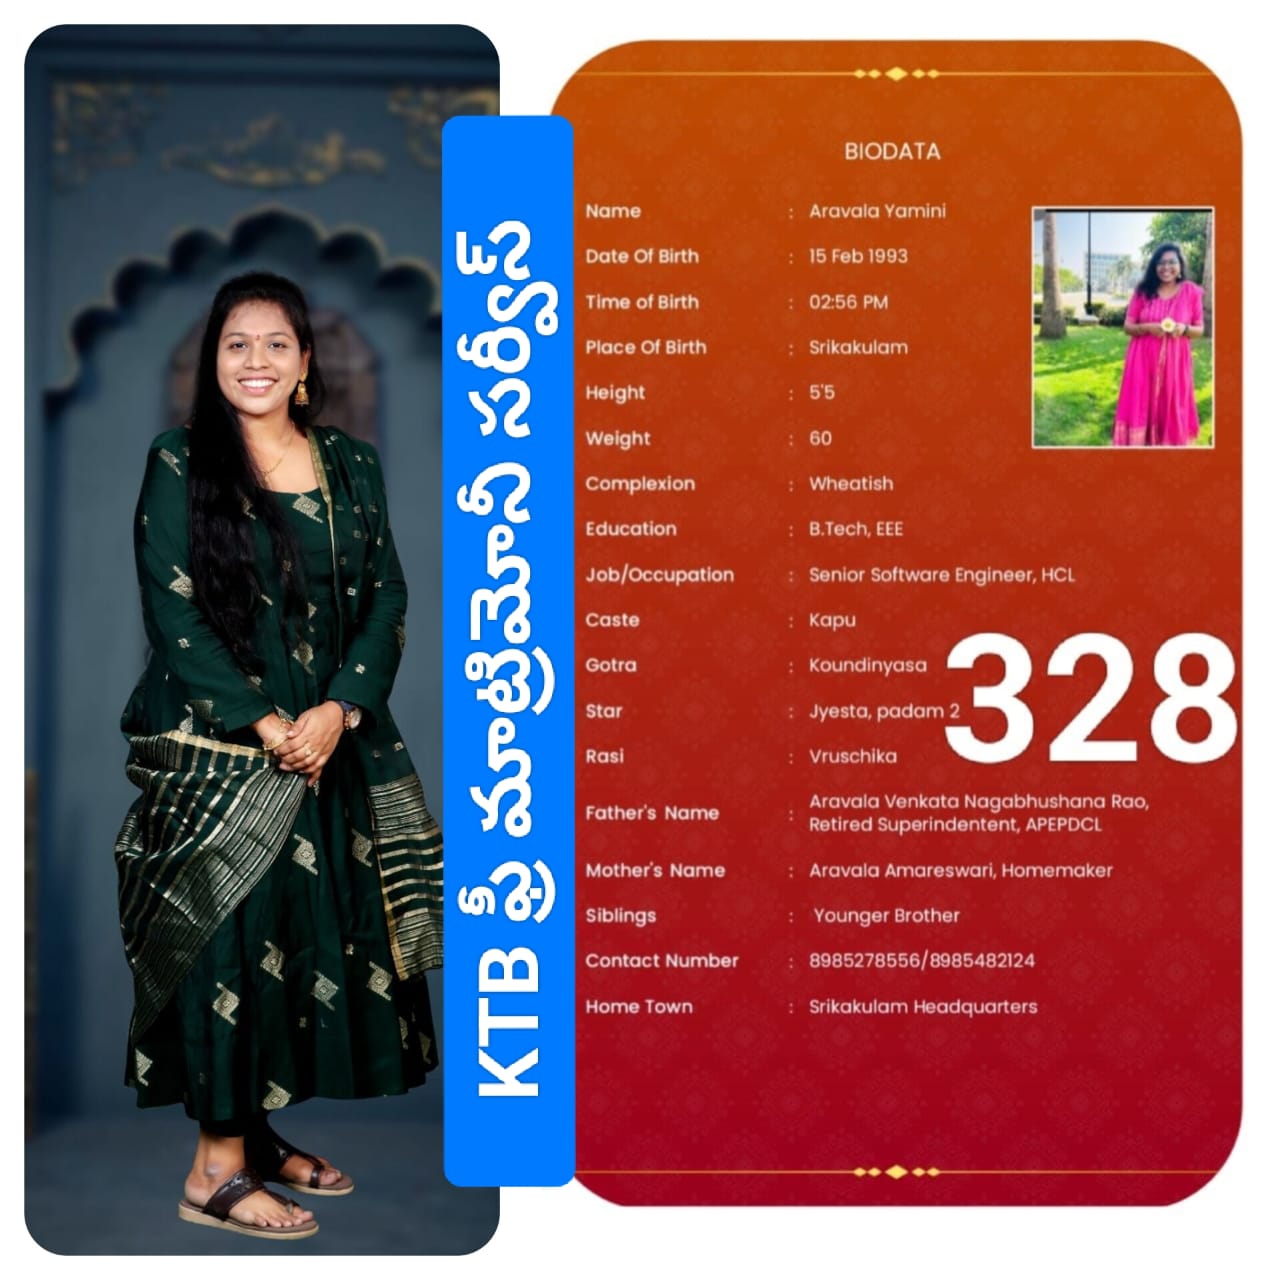 KTB ఫ్రీ మాట్రిమోనీ సర్వీస్
BIODATA
Name : Aravala Yamini
Date Of Birth : 15 Feb 1993
Time of Birth : 02:56 PM
Place Of Birth : Srikakulam
Height : 5'5
Weight : 60
Complexion : Wheatish
Education : B.Tech, EEE
Job/Occupation : Senior Software Engineer, HCL
Caste : Kapu
Gotra : Koundinyasa
Star : Jyesta, padam 2
Rasi : Vruschika
328
Father's Name : Aravala Venkata Nagabhushana Rao,
Retired Superindentent, APEPDCL
Mother's Name : Aravala Amareswari, Homemaker
Siblings : Younger Brother
Contact Number : 8985278556/8985482124
Home Town : Srikakulam Headquarters